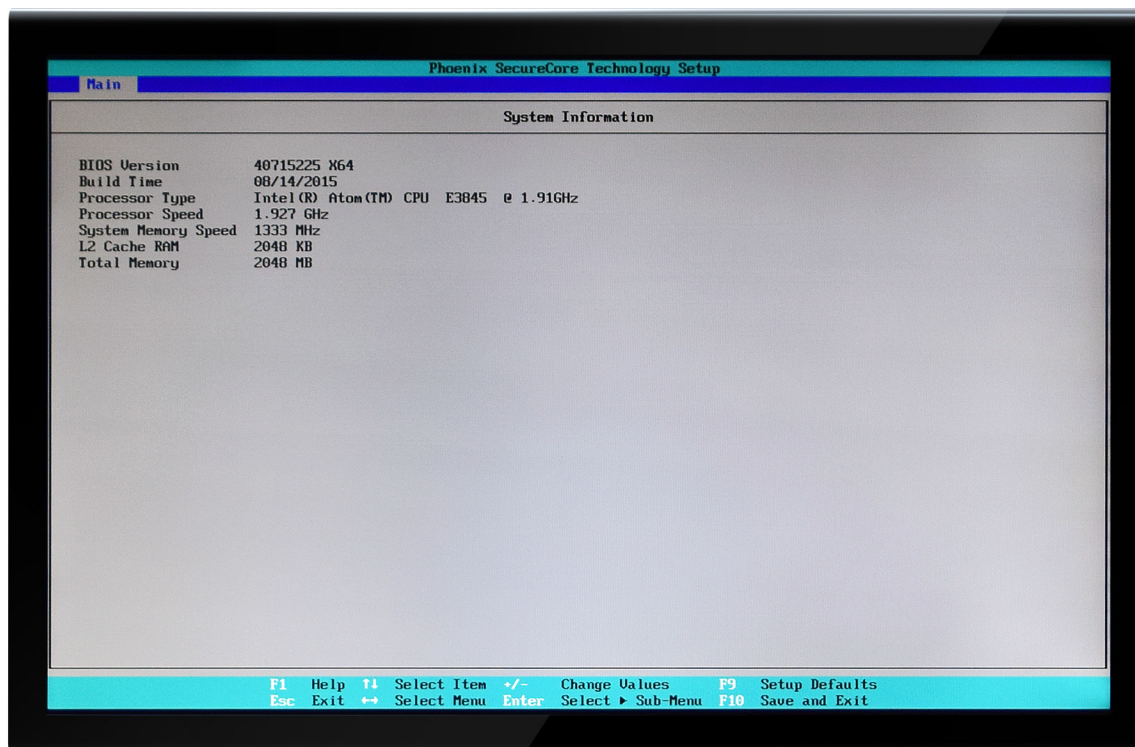 Phoenix SecureCore Technology Setup
Main
System Information
BIOS Version 40715225 X64
Build Time 08/14/2015
Processor Type Intel(R) Atom(TM) CPU E3845 @ 1.91GHz
Processor Speed 1.927 GHz
System Memory Speed 1333 MHz
L2 Cache RAM 2048 KB
Total Memory 2048 MB
F1 Help ↑↓ Select Item +/- Change Values F9 Setup Defaults
Esc Exit ↔ Select Menu Enter Select ▶ Sub-Menu F10 Save and Exit